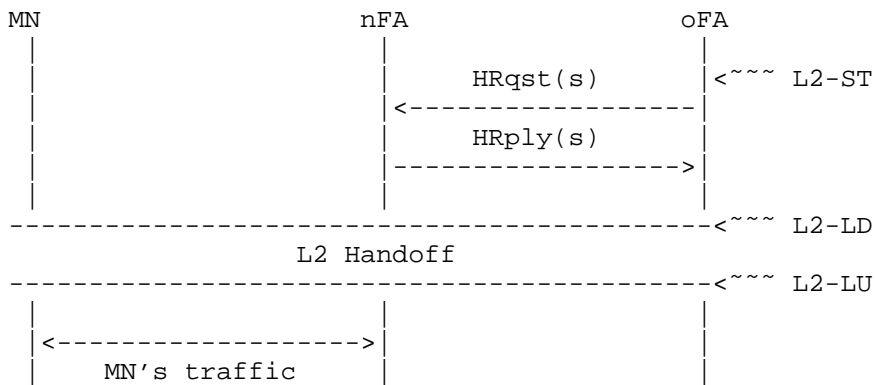 MN nFA oFA
HRqst(s) <~~~ L2-ST
<-------------------
HRply(s)
------------------>
--------------------------------------------<~~~ L2-LD
L2 Handoff
--------------------------------------------<~~~ L2-LU
<------------------->
MN's traffic